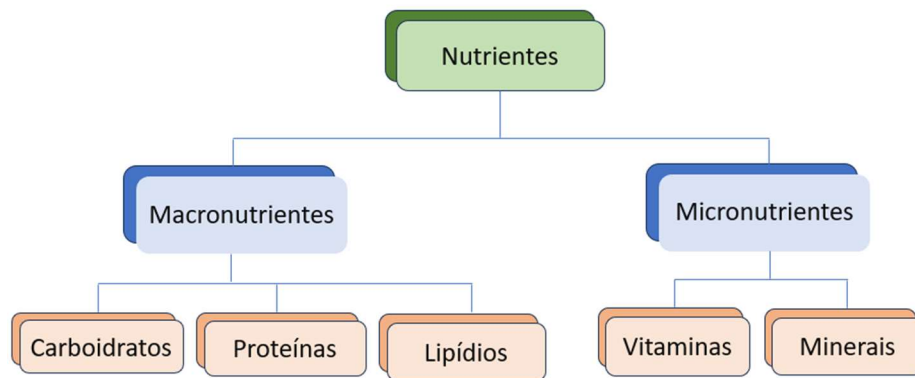 Nutrientes
Macronutrientes
Micronutrientes
Carboidratos
Proteínas
Lipídios
Vitaminas
Minerais